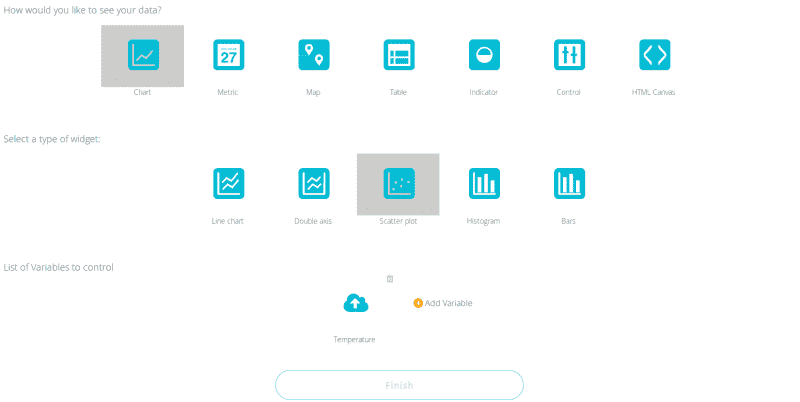 How would you like to see your data?
27
Chart
Metric
Map
Table
Indicator
Control
HTML Canvas
Select a type of widget:
Line chart
Double axis
Scatter plot
Histogram
Bars
List of Variables to control
Add Variable
Temperature
Finish